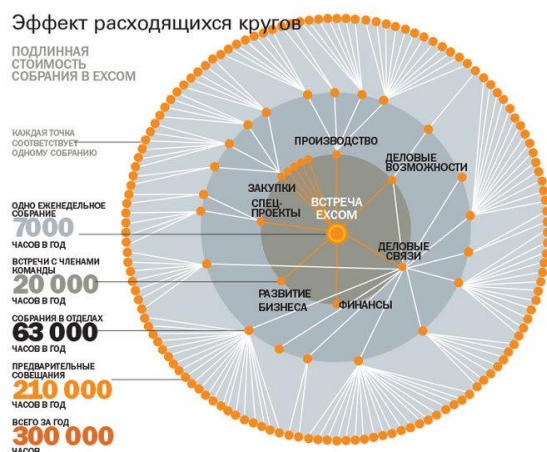 Эффект расходящихся кругов
ПОДЛИННАЯ
СТОИМОСТЬ
СОБРАНИЯ В EXCOM
КАЖДАЯ ТОЧКА
СООТВЕТСТВУЕТ
ОДНОМУ СОБРАНИЮ
ОДНО ЕЖЕНЕДЕЛЬНОЕ
СОБРАНИЕ
7000
ЧАСОВ В ГОД
ВСТРЕЧИ С ЧЛЕНАМИ
КОМАНДЫ
20 000
ЧАСОВ В ГОД
СОБРАНИЯ В ОТДЕЛАХ
63 000
ЧАСОВ В ГОД
ПРЕДВАРИТЕЛЬНЫЕ
СОВЕЩАНИЯ
210 000
ЧАСОВ В ГОД
ВСЕГО ЗА ГОД
300 000
ЧАСОВ
ПРОИЗВОДСТВО
ДЕЛОВЫЕ
ВОЗМОЖНОСТИ
ЗАКУПКИ
СПЕЦ-
ПРОЕКТЫ
ВСТРЕЧА
EXCOM
ДЕЛОВЫЕ
СВЯЗИ
РАЗВИТИЕ
БИЗНЕСА
ФИНАНСЫ